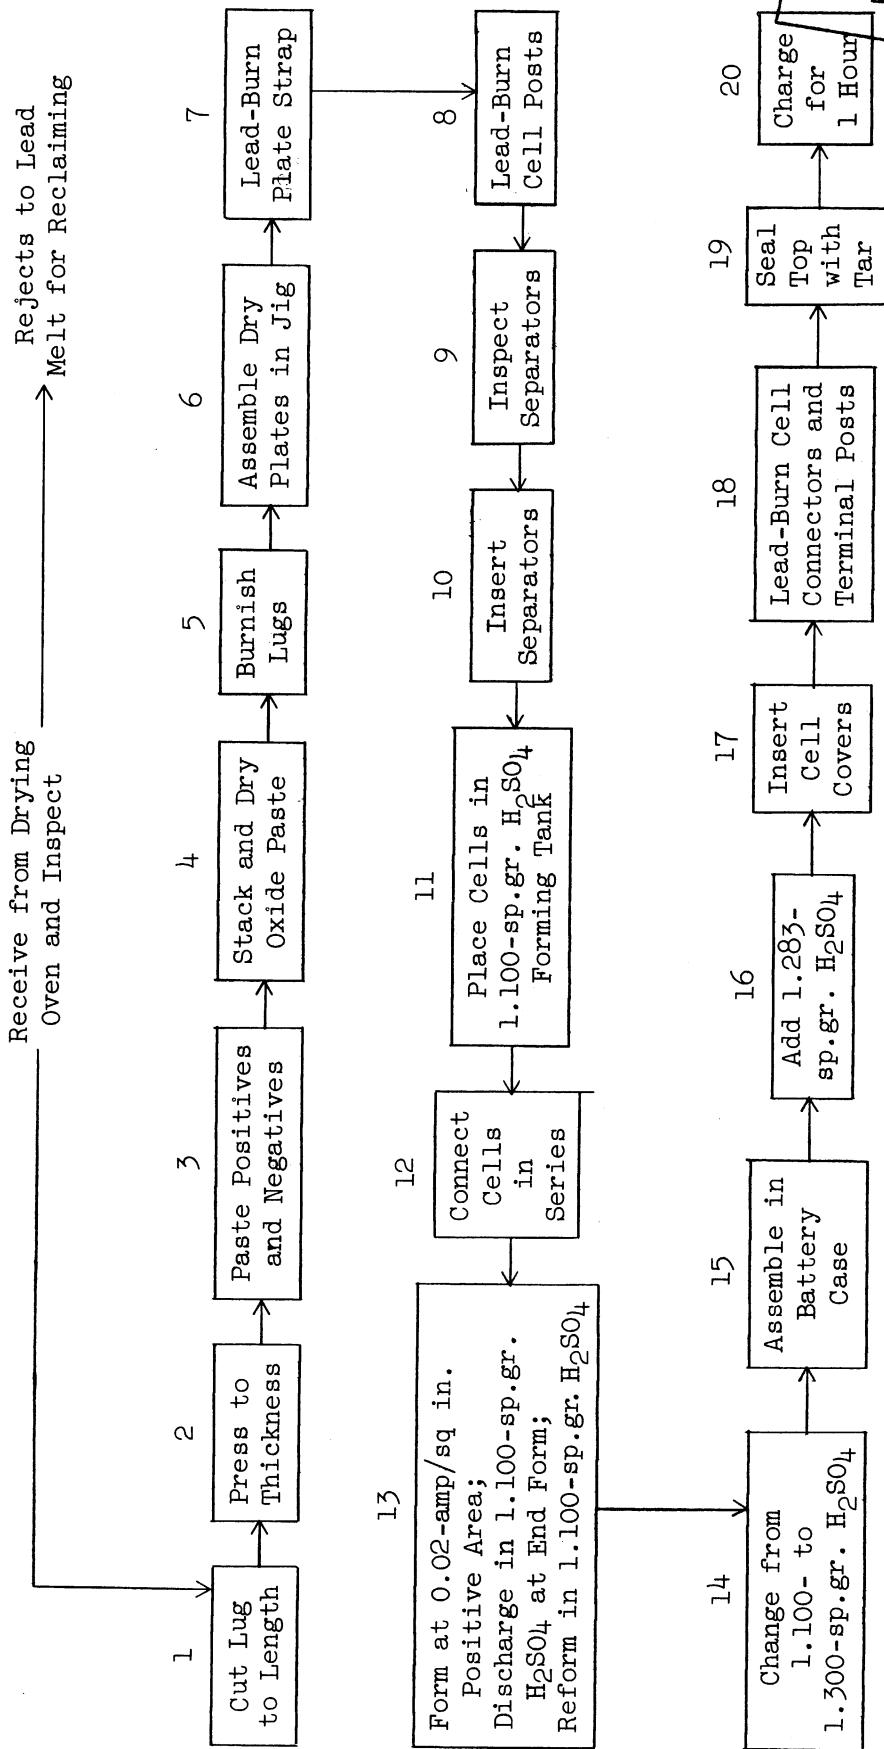 Receive from Drying
Oven and Inspect
Rejects to Lead
Melt for Reclaiming
1
Cut Lug
to Length
2
Press to
Thickness
3
Paste Positives
and Negatives
4
Stack and Dry
Oxide Paste
5
Burnish
Lugs
6
Assemble Dry
Plates in Jig
7
Lead-Burn
Plate Strap
8
Lead-Burn
Cell Posts
9
Inspect
Separators
10
Insert
Separators
11
Place Cells in
1.100-sp.gr. H2SO4
Forming Tank
12
Connect
Cells
in
Series
13
Form at 0.02-amp/sq in.
Positive Area;
Discharge in 1.100-sp.gr.
H2SO4 at End Form;
Reform in 1.100-sp.gr. H2SO4
14
Change from
1.100- to
1.300-sp.gr. H2SO4
15
Assemble in
Battery
Case
16
Add 1.283-
sp.gr. H2SO4
17
Insert
Cell
Covers
18
Lead-Burn Cell
Connectors and
Terminal Posts
19
Seal
Top
with
Tar
20
Charge
for
1 Hour